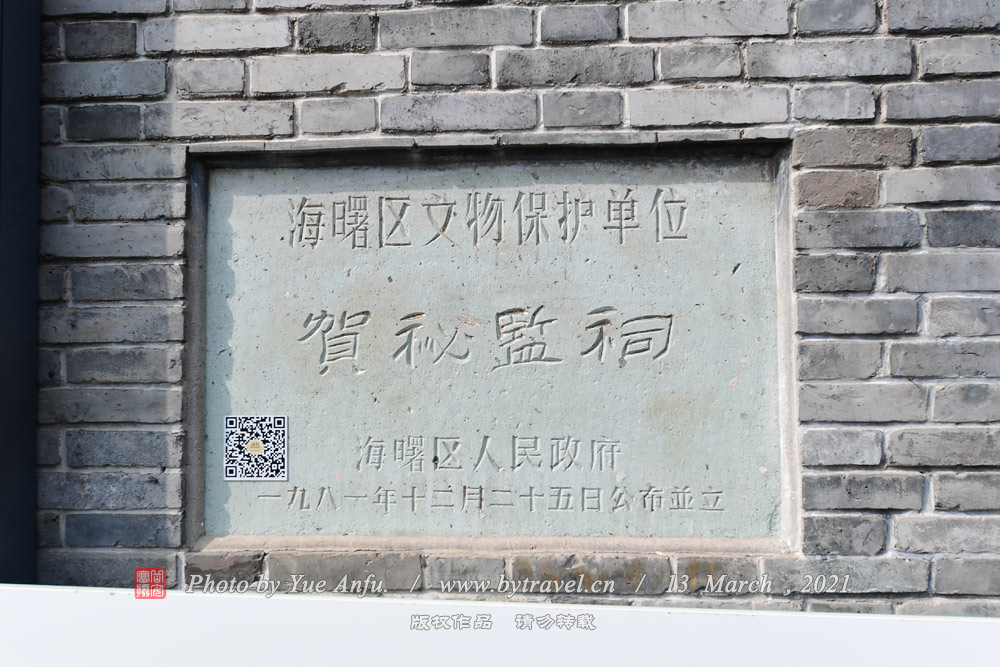 海曙区文物保护单位
賀祕監祠
海曙区人民政府
一九八一年十二月二十五日公布並立
Photo by Yue Anfu. / www.bytravel.cn / 13 March , 2021
版权作品 请勿转载